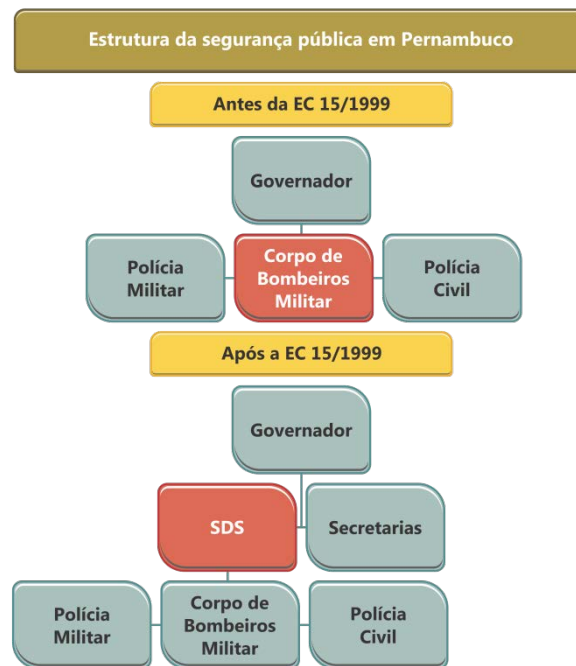 Estrutura da segurança pública em Pernambuco
Antes da EC 15/1999
Governador
Polícia
Militar
Corpo de
Bombeiros
Militar
Polícia
Civil
Após a EC 15/1999
Governador
SDS
Secretarias
Polícia
Militar
Corpo de
Bombeiros
Militar
Polícia
Civil